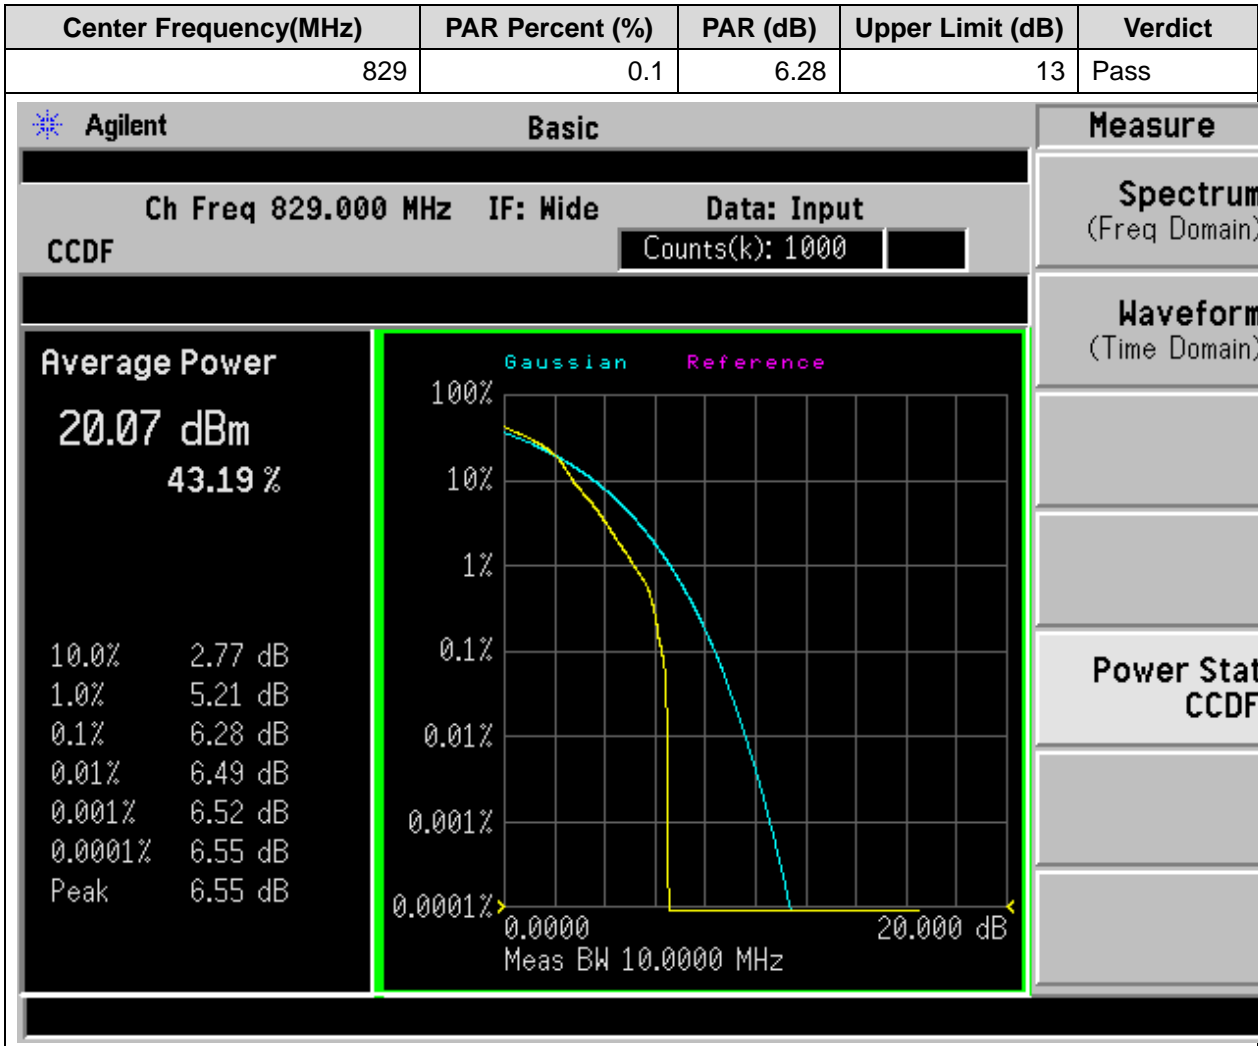 Center Frequency(MHz) PAR Percent (%) PAR (dB) Upper Limit (dB) Verdict
829 0.1 6.28 13 Pass
Agilent Basic Measure
Ch Freq 829.000 MHz IF: Wide Data: Input
CCDF Counts(k): 1000
Average Power
20.07 dBm
43.19 %
10.0% 2.77 dB
1.0% 5.21 dB
0.1% 6.28 dB
0.01% 6.49 dB
0.001% 6.52 dB
0.0001% 6.55 dB
Peak 6.55 dB
Gaussian Reference
100%
10%
1%
0.1%
0.01%
0.001%
0.0001%
0.0000 20.000 dB
Meas BW 10.0000 MHz
Spectrum
(Freq Domain)
Waveform
(Time Domain)
Power Stat
CCDF